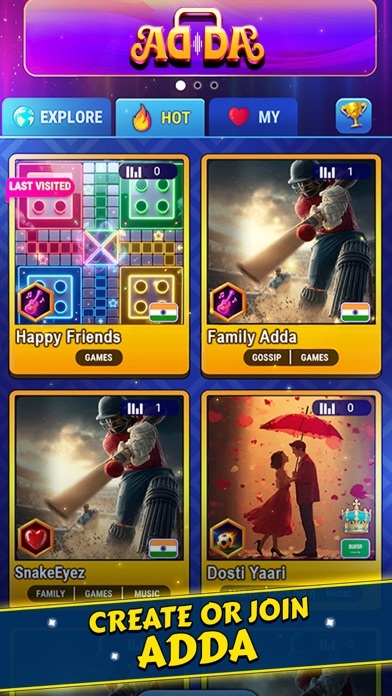 ADDA
EXPLORE
HOT
MY
LAST VISITED
0
1
Happy Friends
Family Adda
GAMES
GOSSIP | GAMES
1
0
SnakeEyez
Dosti Yaari
FAMILY | GAMES | MUSIC
CREATE OR JOIN
ADDA